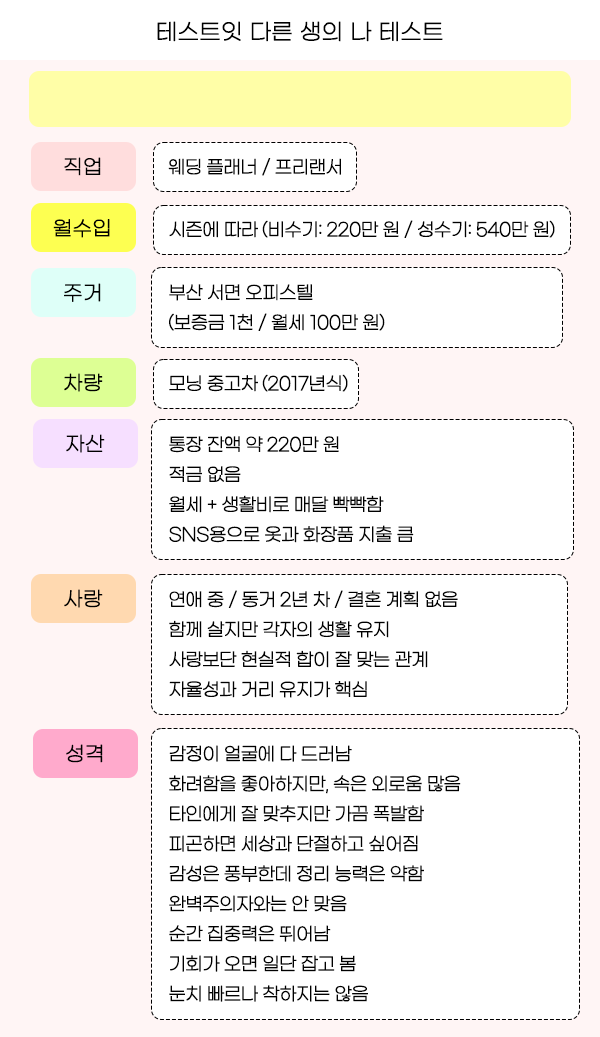 테스트잇 다른 생의 나 테스트
직업
웨딩 플래너 / 프리랜서
월수입
시즌에 따라 (비수기: 220만 원 / 성수기: 540만 원)
주거
부산 서면 오피스텔
(보증금 1천 / 월세 100만 원)
차량
모닝 중고차 (2017년식)
자산
통장 잔액 약 220만 원
적금 없음
월세 + 생활비로 매달 빡빡함
SNS용으로 옷과 화장품 지출 큼
사랑
연애 중 / 동거 2년 차 / 결혼 계획 없음
함께 살지만 각자의 생활 유지
사랑보단 현실적 합이 잘 맞는 관계
자율성과 거리 유지가 핵심
성격
감정이 얼굴에 다 드러남
화려함을 좋아하지만, 속은 외로움 많음
타인에게 잘 맞추지만 가끔 폭발함
피곤하면 세상과 단절하고 싶어짐
감성은 풍부한데 정리 능력은 약함
완벽주의자와는 안 맞음
순간 집중력은 뛰어남
기회가 오면 일단 잡고 봄
눈치 빠르나 착하지는 않음